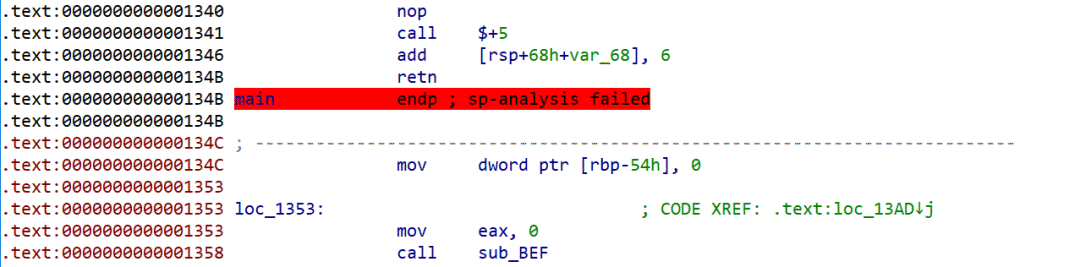 .text:0000000000001340 nop
.text:0000000000001341 call $+5
.text:0000000000001346 add [rsp+68h+var_68], 6
.text:000000000000134B retn
.text:000000000000134B main endp ; sp-analysis failed
.text:000000000000134B
.text:000000000000134C ; ---------------------------------------------------------------------------
.text:000000000000134C mov dword ptr [rbp-54h], 0
.text:0000000000001353
.text:0000000000001353 loc_1353: ; CODE XREF: .text:loc_13AD↓j
.text:0000000000001353 mov eax, 0
.text:0000000000001358 call sub_BEF